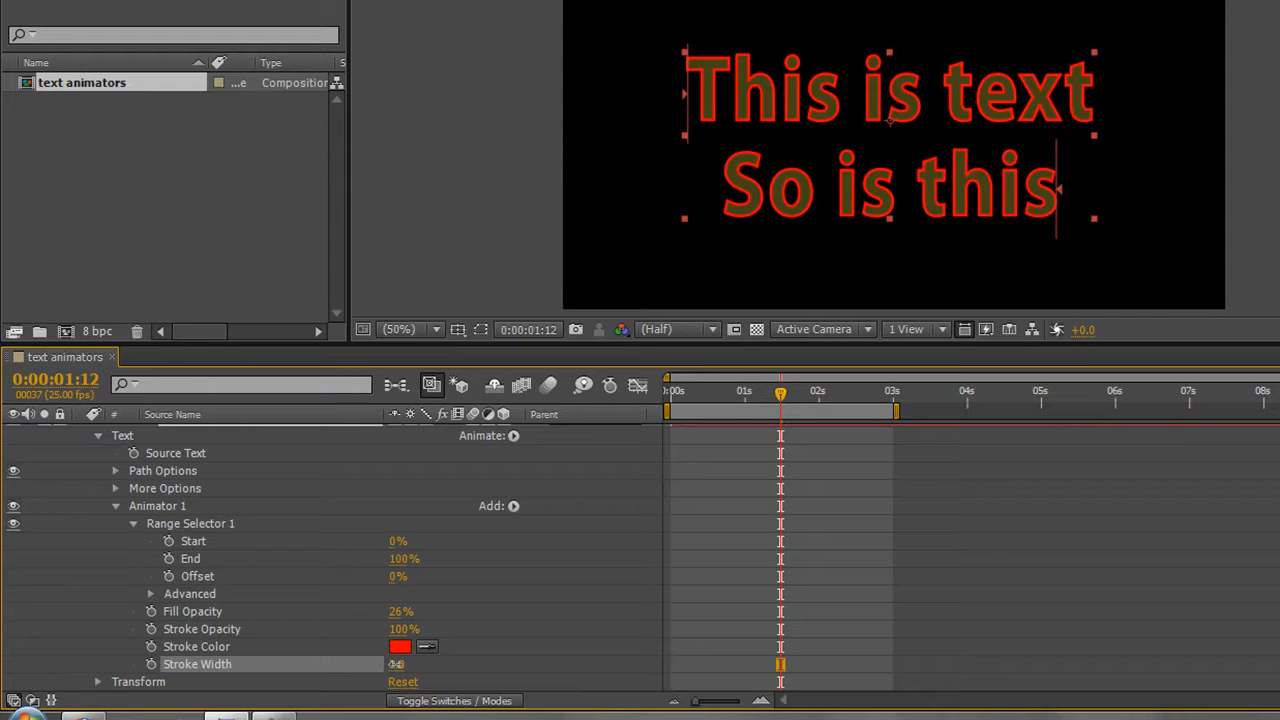 Name
text animators
...e
Compositi
S
This is text
So is this
8 bpc
(50%)
0:00:01:12
(Half)
Active Camera
1 View
+0.0
text animators
0:00:01:12
00037 (25.00 fps)
#
Source Name
fx
Parent
:00s
01s
02s
03s
04s
05s
06s
07s
08s
Text
Animate:
Source Text
Path Options
More Options
Animator 1
Add:
Range Selector 1
Start
0%
End
100%
Offset
0%
Advanced
Fill Opacity
26%
Stroke Opacity
100%
Stroke Color
Stroke Width
Transform
Reset
Toggle Switches / Modes